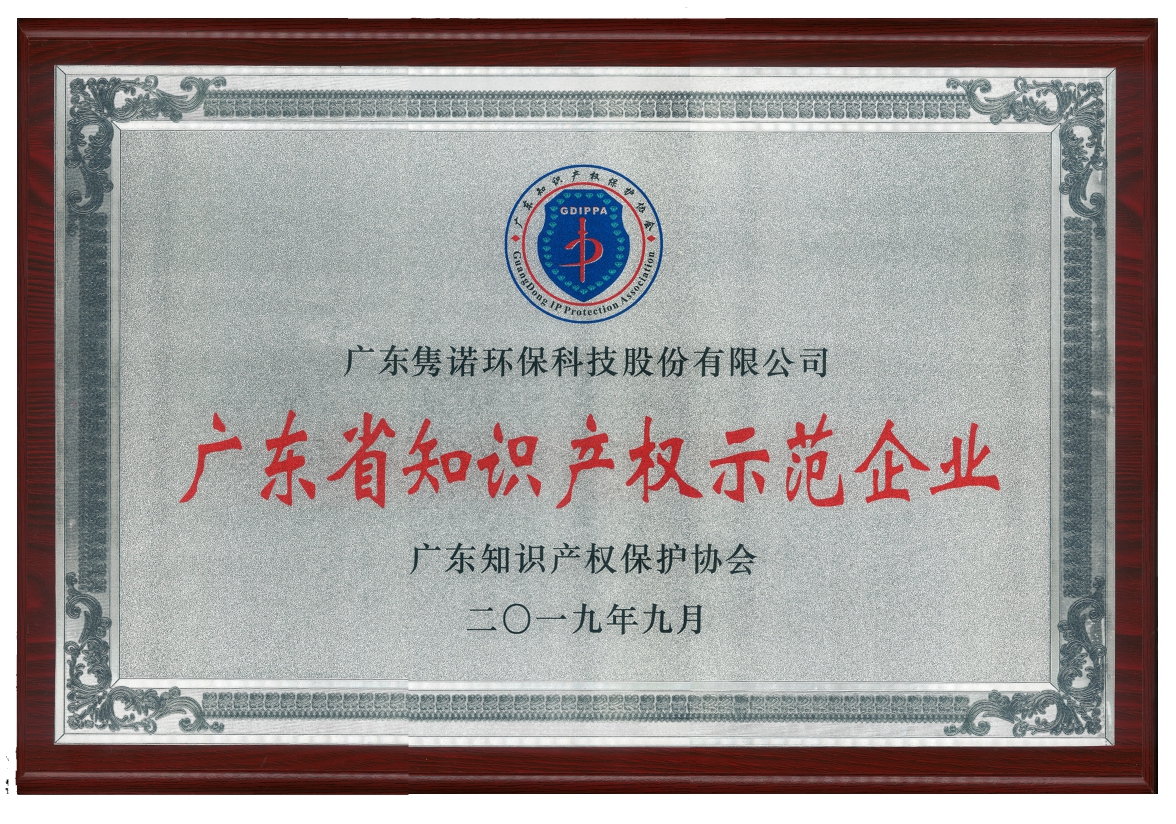 广东知识产权保护协会
GDIPPA
GuangDong IP Protection Association
广东隽诺环保科技股份有限公司
广东省知识产权示范企业
广东知识产权保护协会
二〇一九年九月